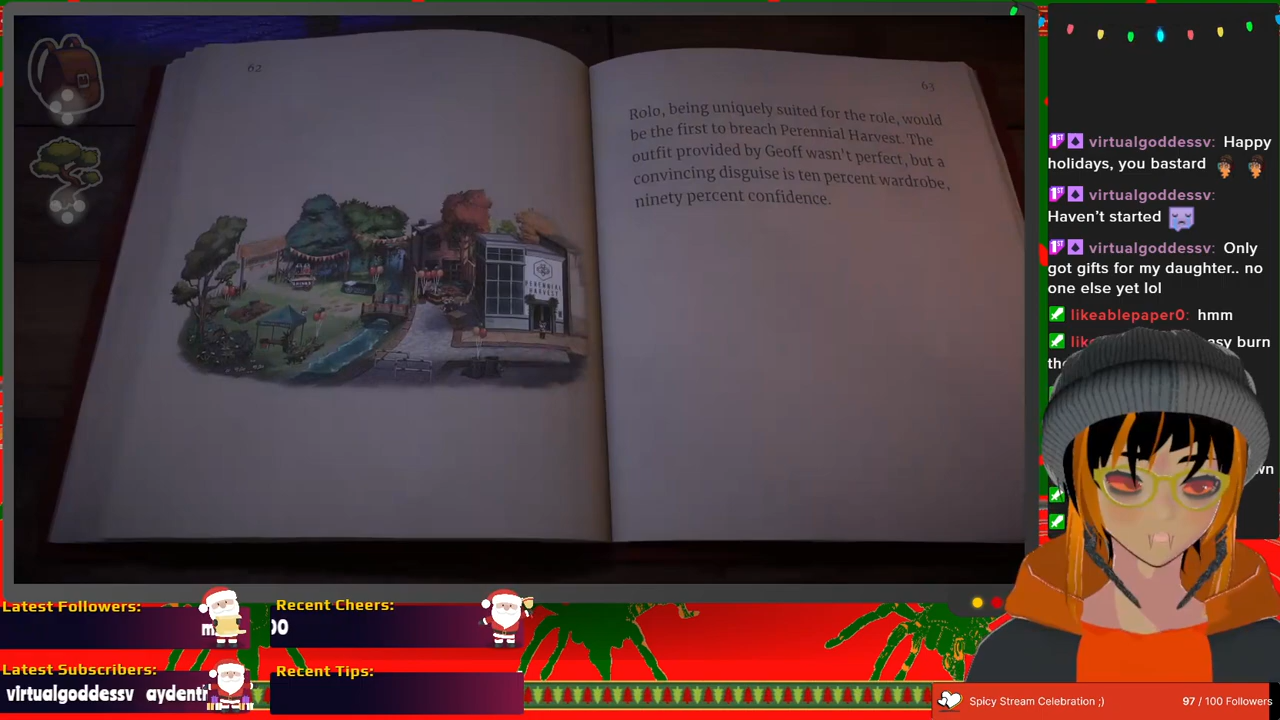 62
63
Rolo, being uniquely suited for the role, would
be the first to breach Perennial Harvest. The
outfit provided by Geoff wasn't perfect, but a
convincing disguise is ten percent wardrobe,
ninety percent confidence.
PERENNIAL
HARVEST
virtualgoddessv: Happy
holidays, you bastard
virtualgoddessv:
Haven't started
virtualgoddessv: Only
got gifts for my daughter.. no
one else yet lol
likeablepaper0: hmm
burn
Latest Followers:
Recent Cheers:
Latest Subscribers:
virtualgoddessv
Recent Tips:
Spicy Stream Celebration ;)
97 / 100 Followers